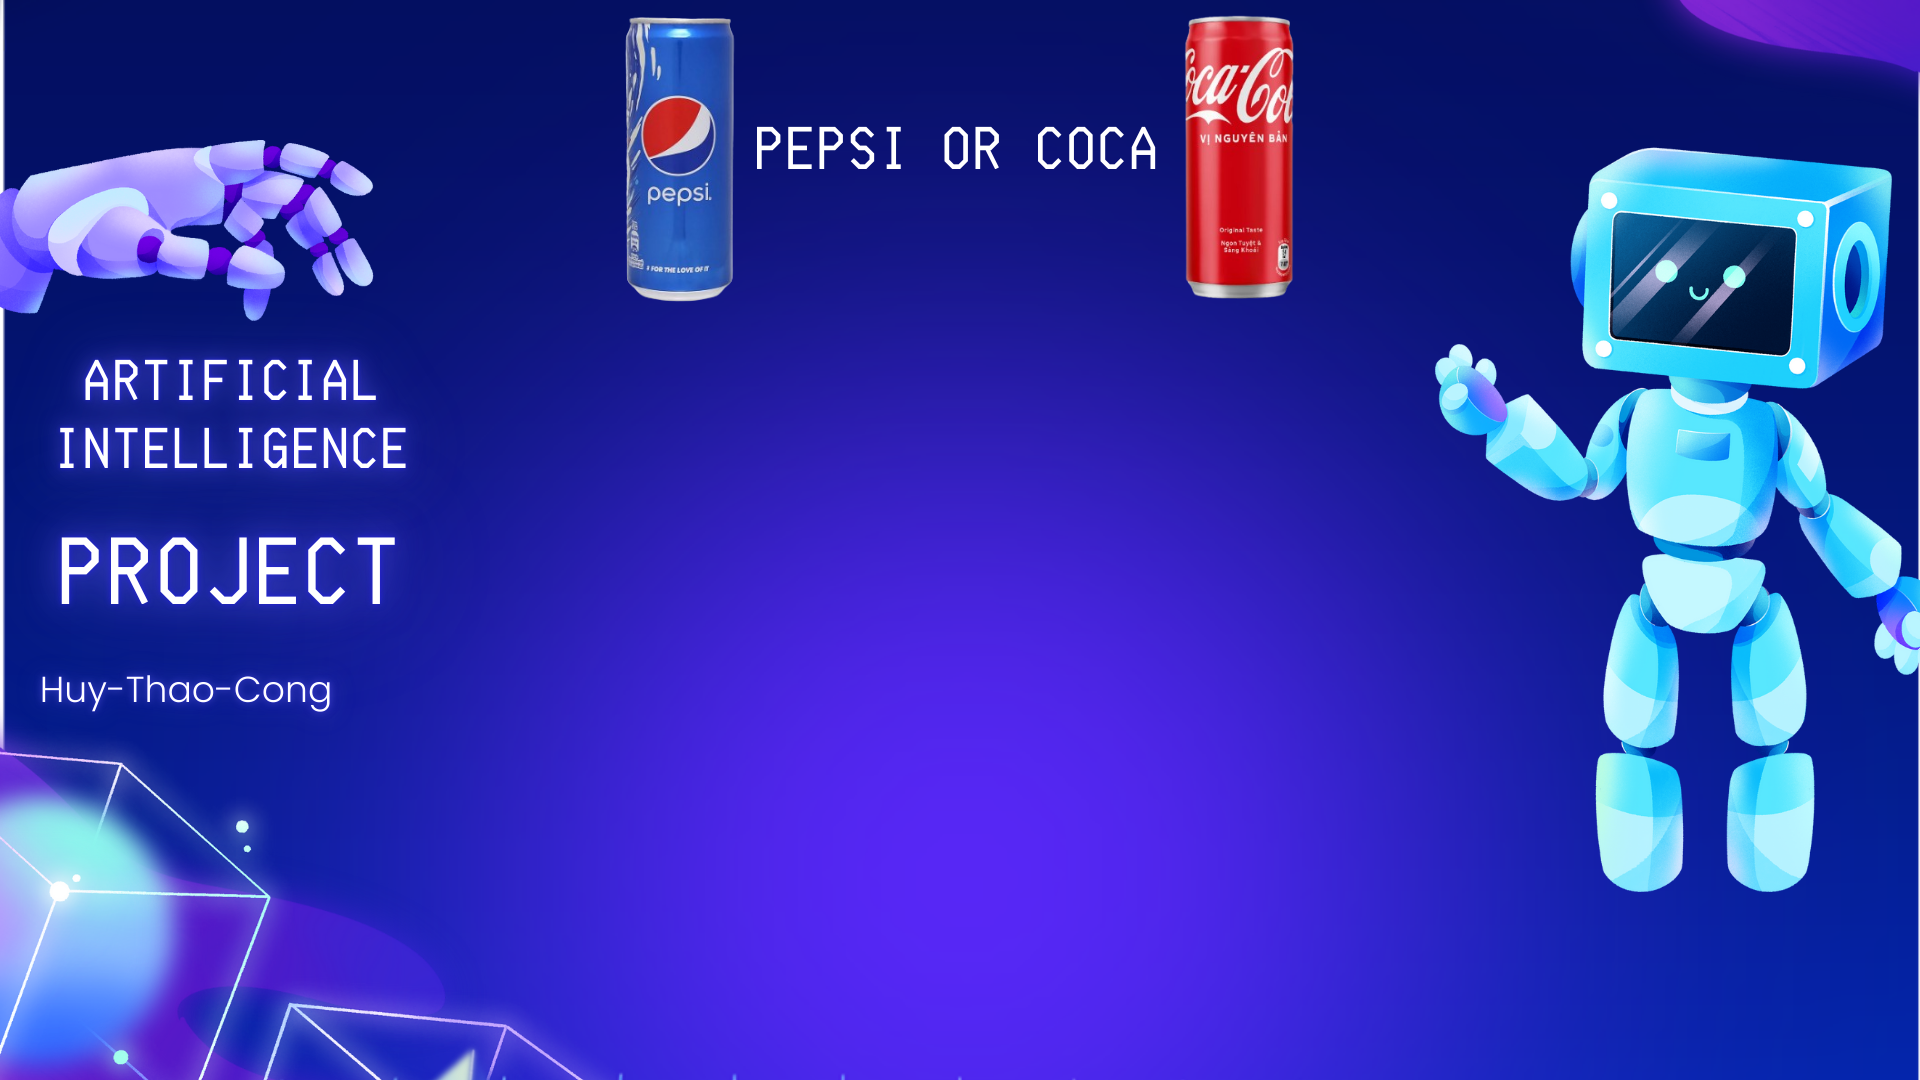 pepsi.
FOR THE LOVE OF IT
PEPSI OR COCA
Coca-Col
VỊ NGUYÊN BẢN
Original Taste
Ngon Tuyệt &
Sảng Khoái
ARTIFICIAL
INTELLIGENCE
PROJECT
Huy-Thao-Cong